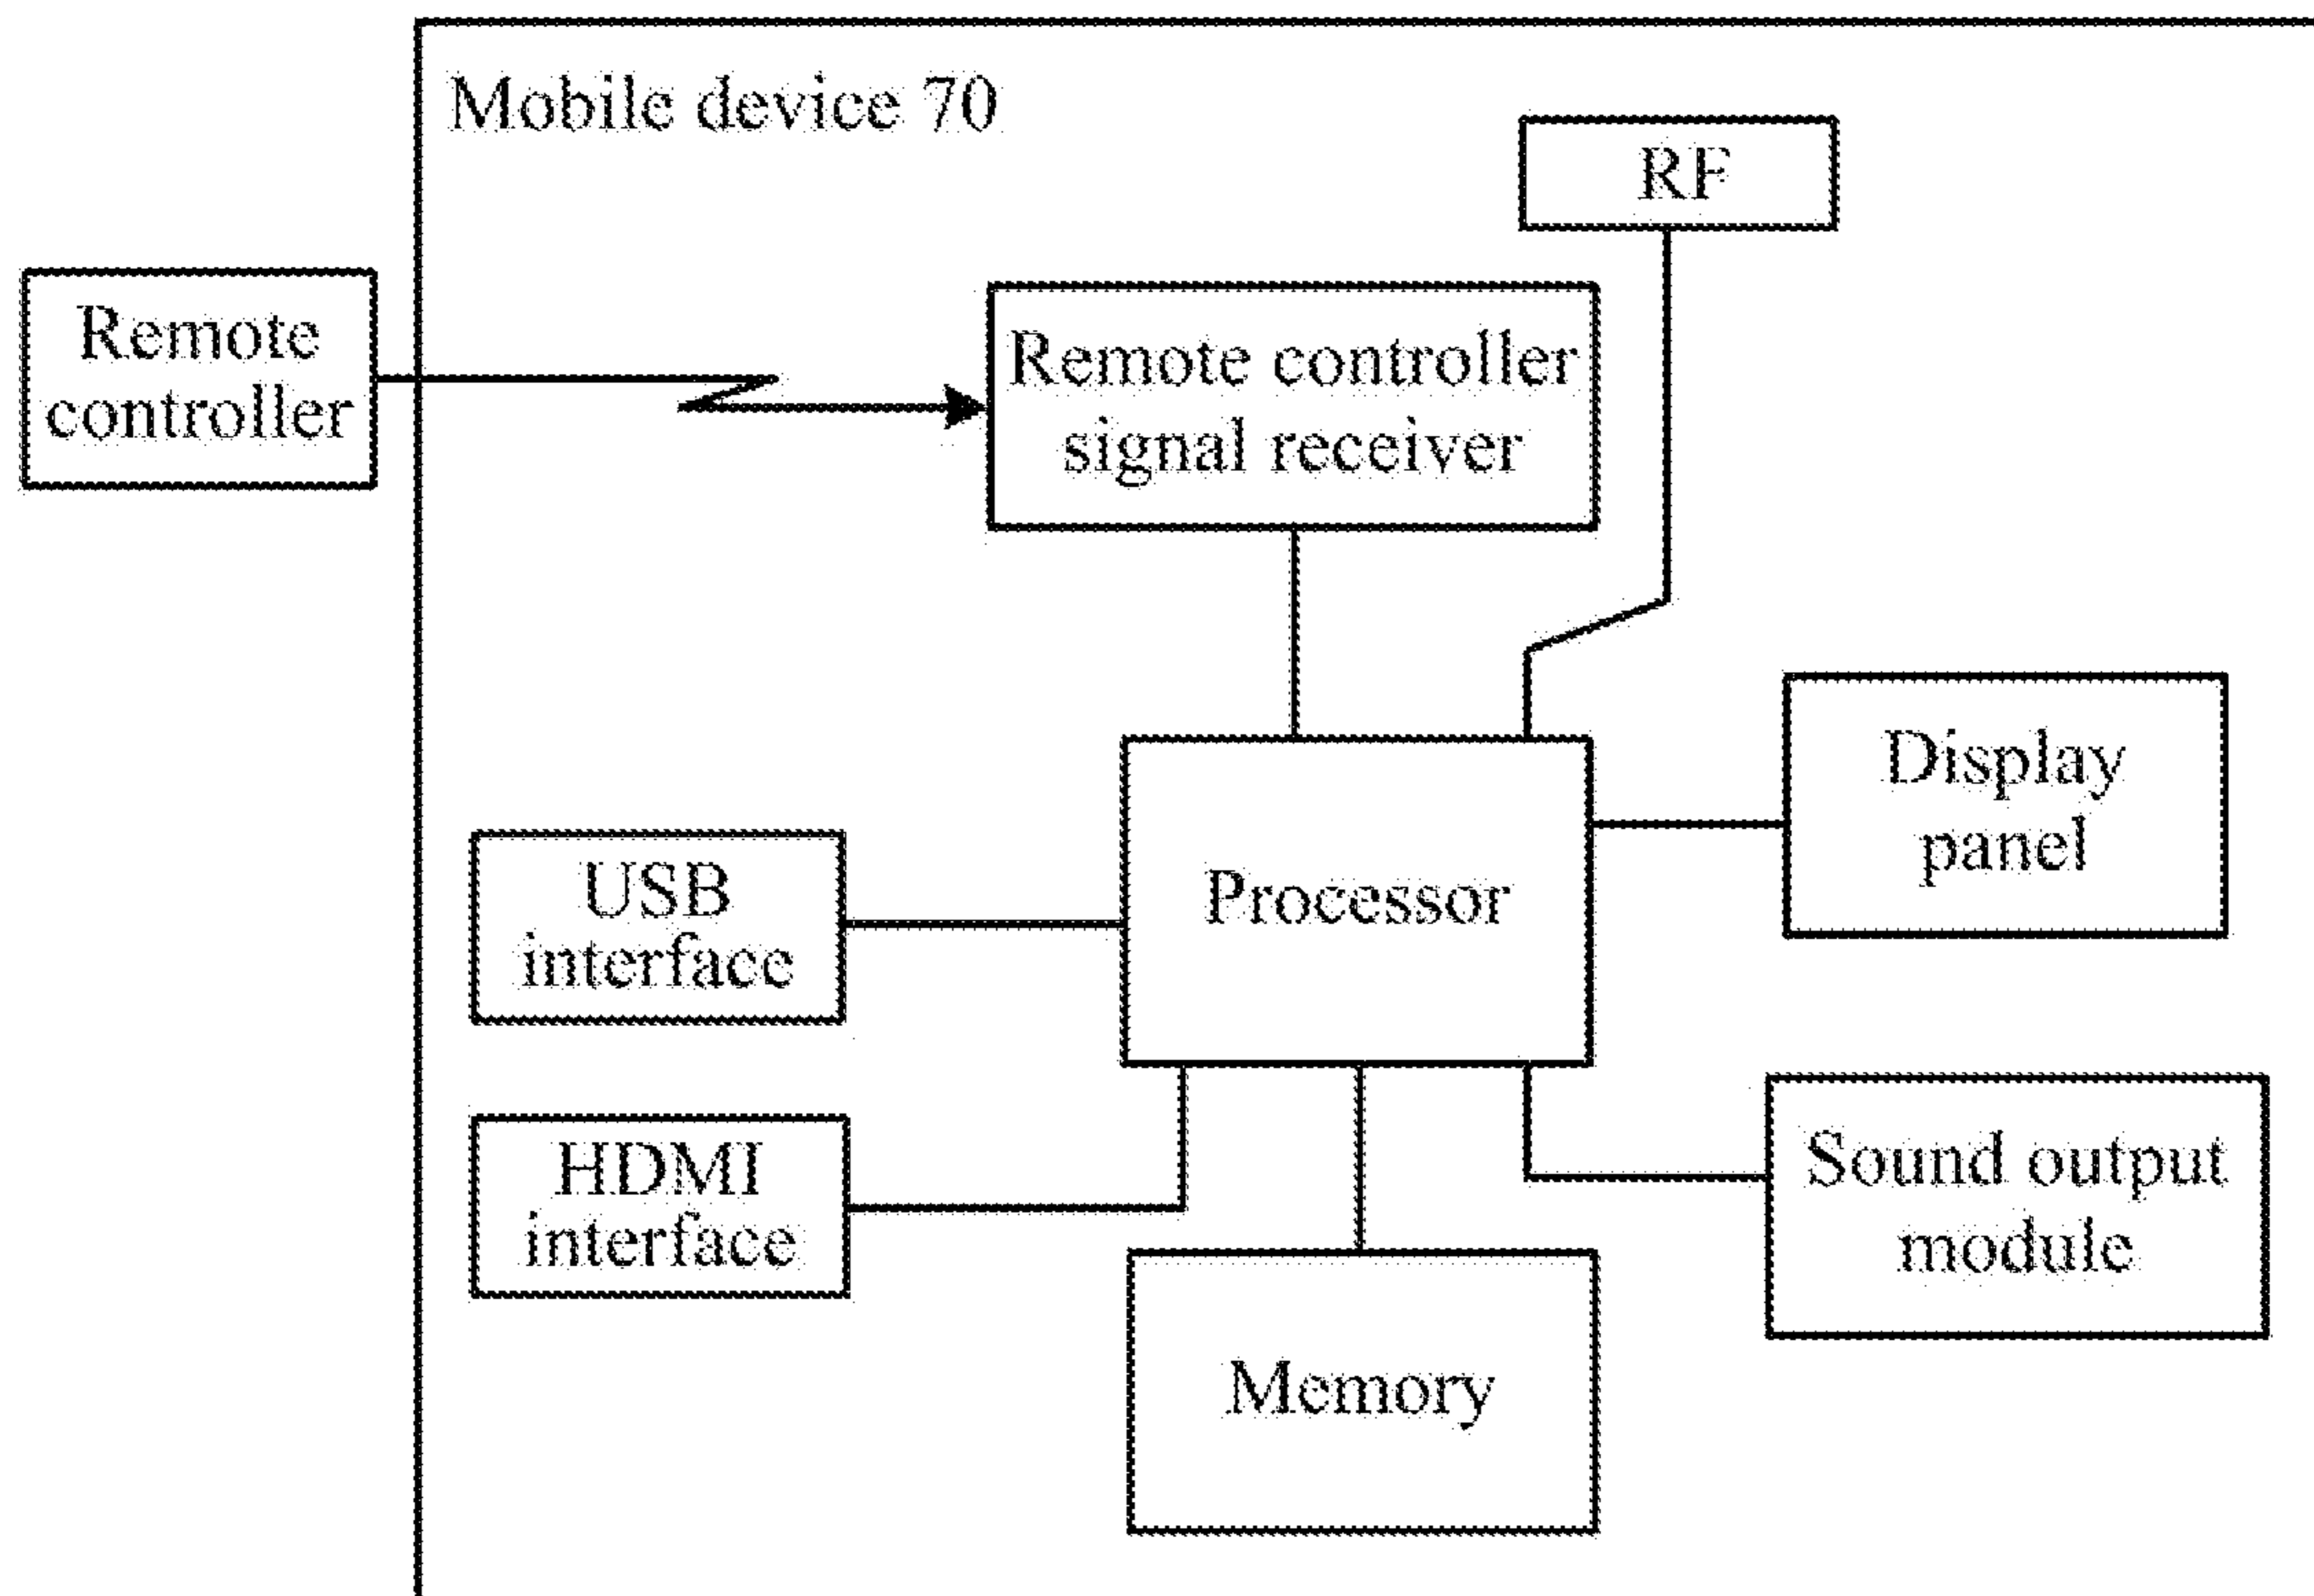 Mobile device 70
RF
Remote
controller
Remote controller
signal receiver
Display
panel
USB
interface
Processor
HDMI
interface
Sound output
module
Memory